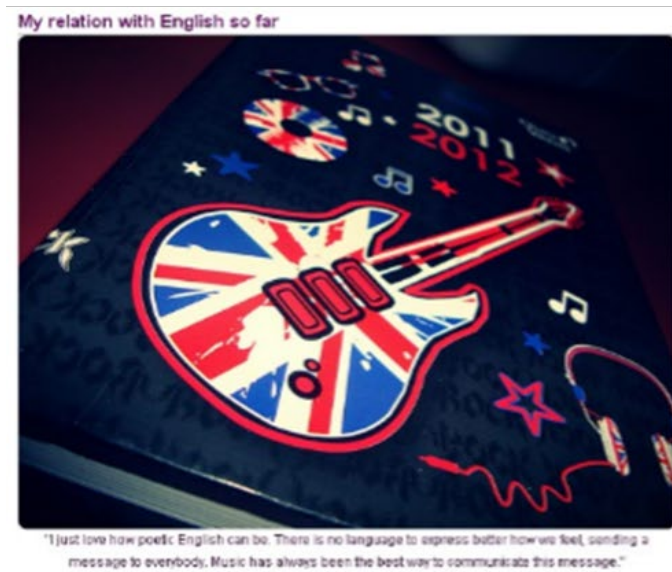 My relation with English so far
2011
2012
"I just love how poetic English can be. There is no language to express better how we feel, sending a
message to everybody. Music has always been the best way to communicate this message."